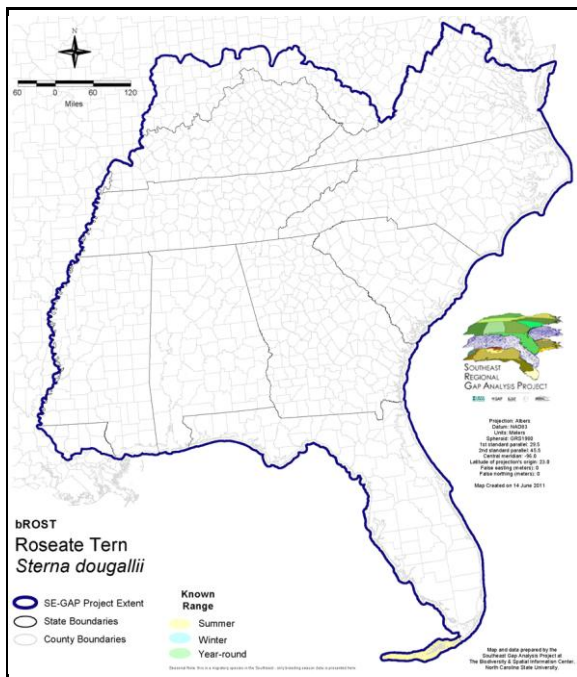 60 0 60 120
Miles
SOUTHEAST
REGIONAL
GAP ANALYSIS PROJECT
Projection: Albers
Datum: NAD83
Units: Meters
Spheroid: GRS1980
1st standard parallel: 29.5
2nd standard parallel: 45.5
Central meridian: -96.0
Latitude of projection's origin: 23.0
False easting (meters): 0
False northing (meters): 0
Map Created on 14 June 2011
bROST
Roseate Tern
Sterna dougallii
SE-GAP Project Extent
State Boundaries
County Boundaries
Known
Range
Summer
Winter
Year-round
Map and data prepared by the
Southeast Gap Analysis Project at
The Biodiversity & Spatial Information Center,
North Carolina State University.